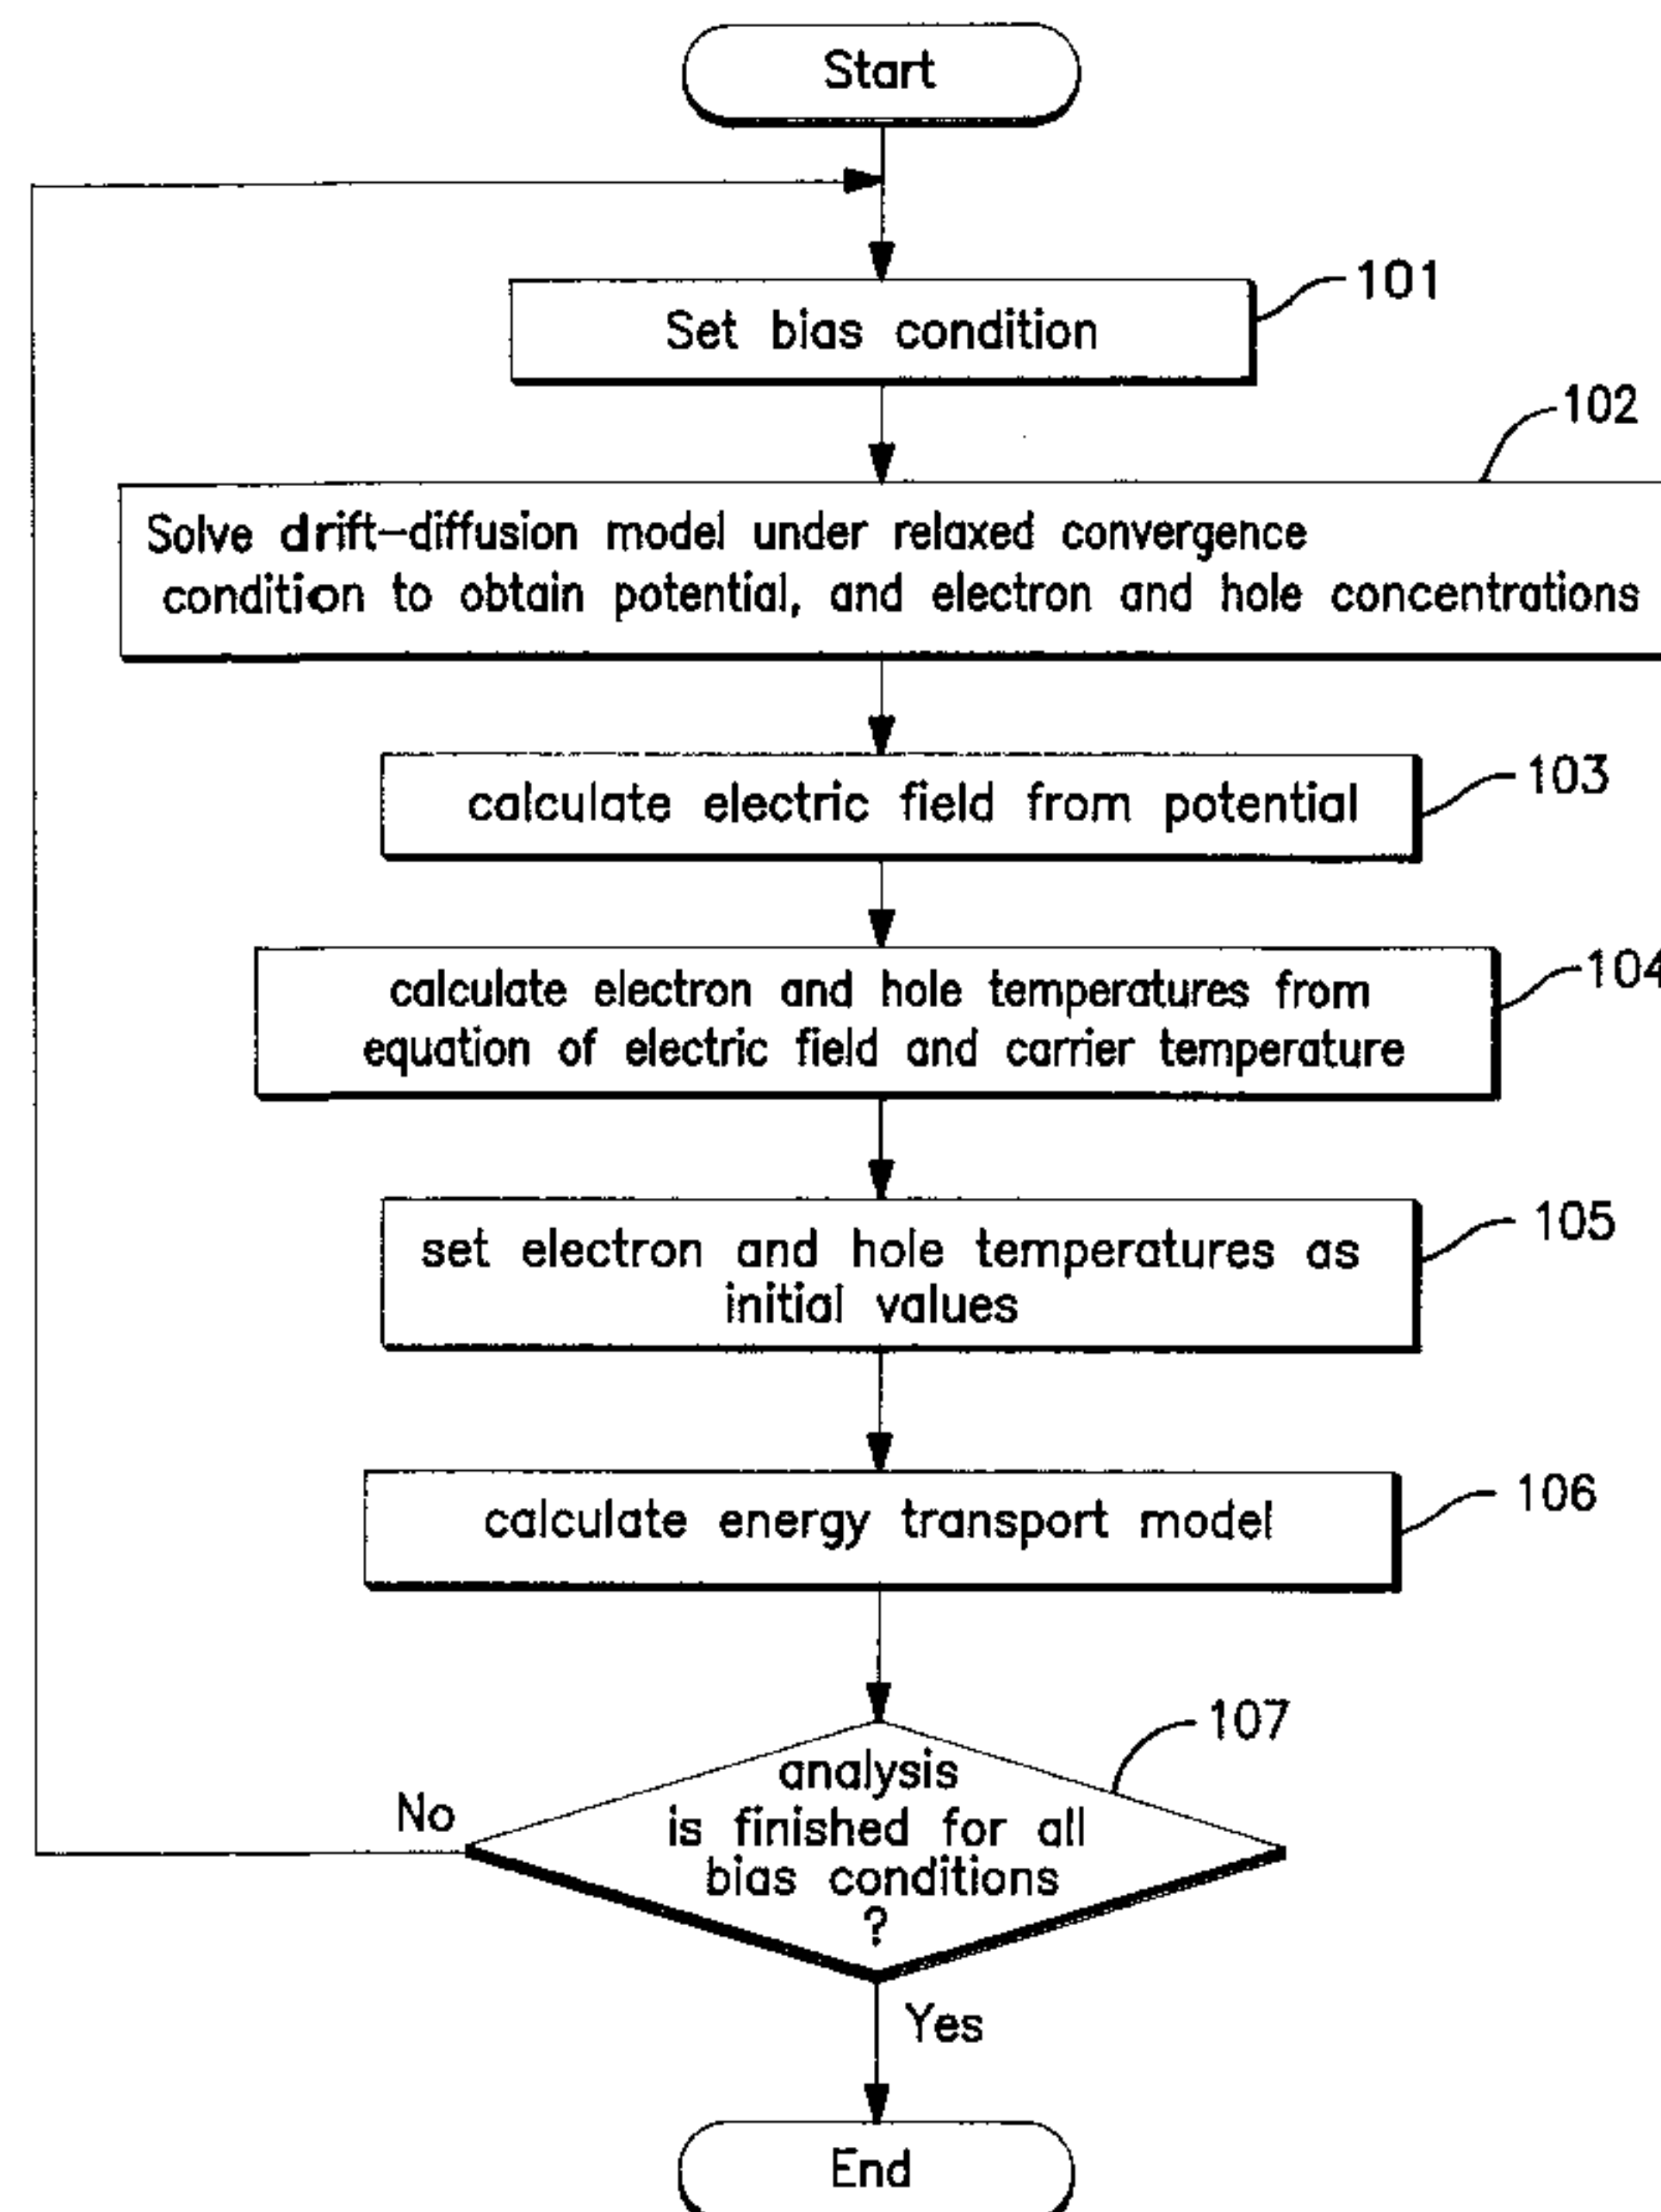 Start
101
Set bias condition
102
Solve drift-diffusion model under relaxed convergence
condition to obtain potential, and electron and hole concentrations
103
calculate electric field from potential
104
calculate electron and hole temperatures from
equation of electric field and carrier temperature
105
set electron and hole temperatures as
initial values
106
calculate energy transport model
107
analysis
is finished for all
bias conditions
?
No
Yes
End